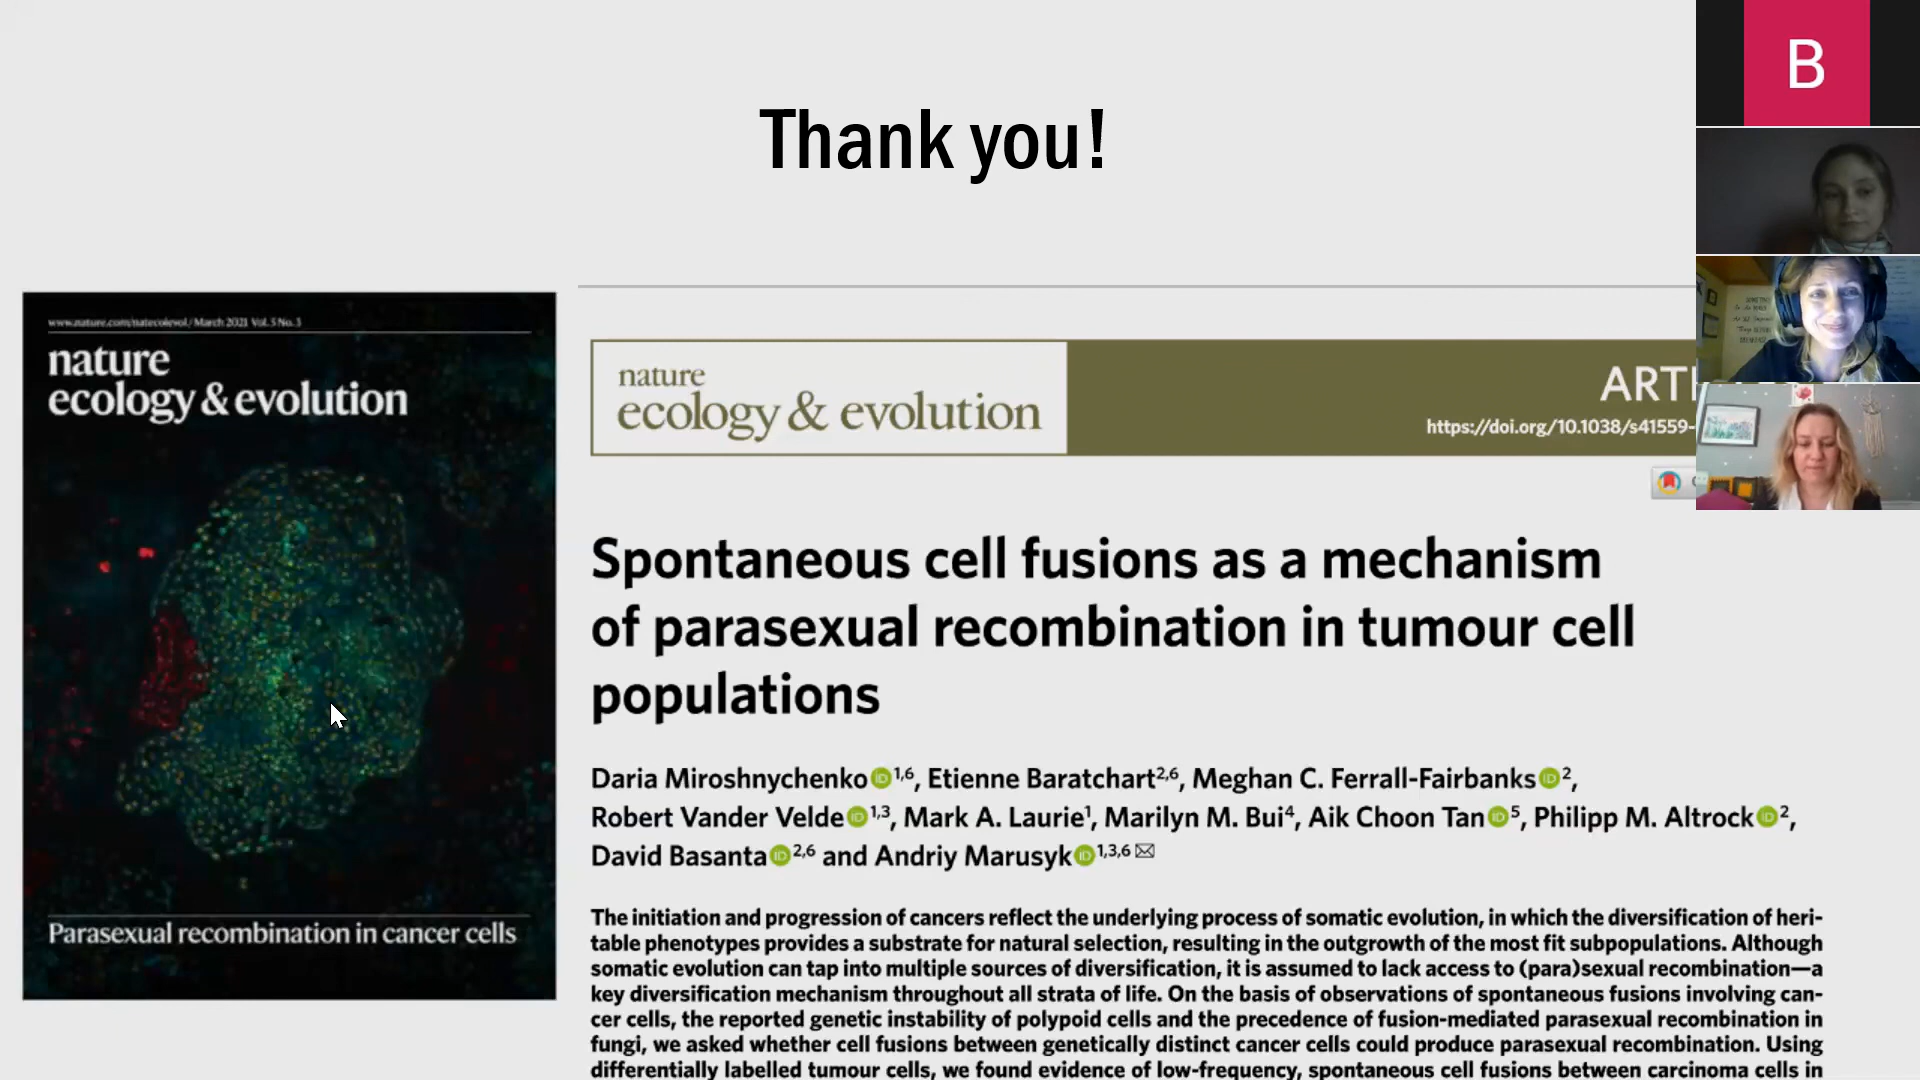 Thank you!
B
www.nature.com/natecolevol / March 2021 Vol. 5 No. 3
nature
ecology & evolution
Parasexual recombination in cancer cells
nature
ecology & evolution
ARTI
https://doi.org/10.1038/s41559-
Spontaneous cell fusions as a mechanism
of parasexual recombination in tumour cell
populations
Daria Miroshnychenko 1,6, Etienne Baratchart2,6, Meghan C. Ferrall-Fairbanks 2,
Robert Vander Velde 1,3, Mark A. Laurie1, Marilyn M. Bui4, Aik Choon Tan 5, Philipp M. Altrock 2,
David Basanta 2,6 and Andriy Marusyk 1,3,6 ✉
The initiation and progression of cancers reflect the underlying process of somatic evolution, in which the diversification of heri-
table phenotypes provides a substrate for natural selection, resulting in the outgrowth of the most fit subpopulations. Although
somatic evolution can tap into multiple sources of diversification, it is assumed to lack access to (para)sexual recombination—a
key diversification mechanism throughout all strata of life. On the basis of observations of spontaneous fusions involving can-
cer cells, the reported genetic instability of polypoid cells and the precedence of fusion-mediated parasexual recombination in
fungi, we asked whether cell fusions between genetically distinct cancer cells could produce parasexual recombination. Using
differentially labelled tumour cells, we found evidence of low-frequency, spontaneous cell fusions between carcinoma cells in